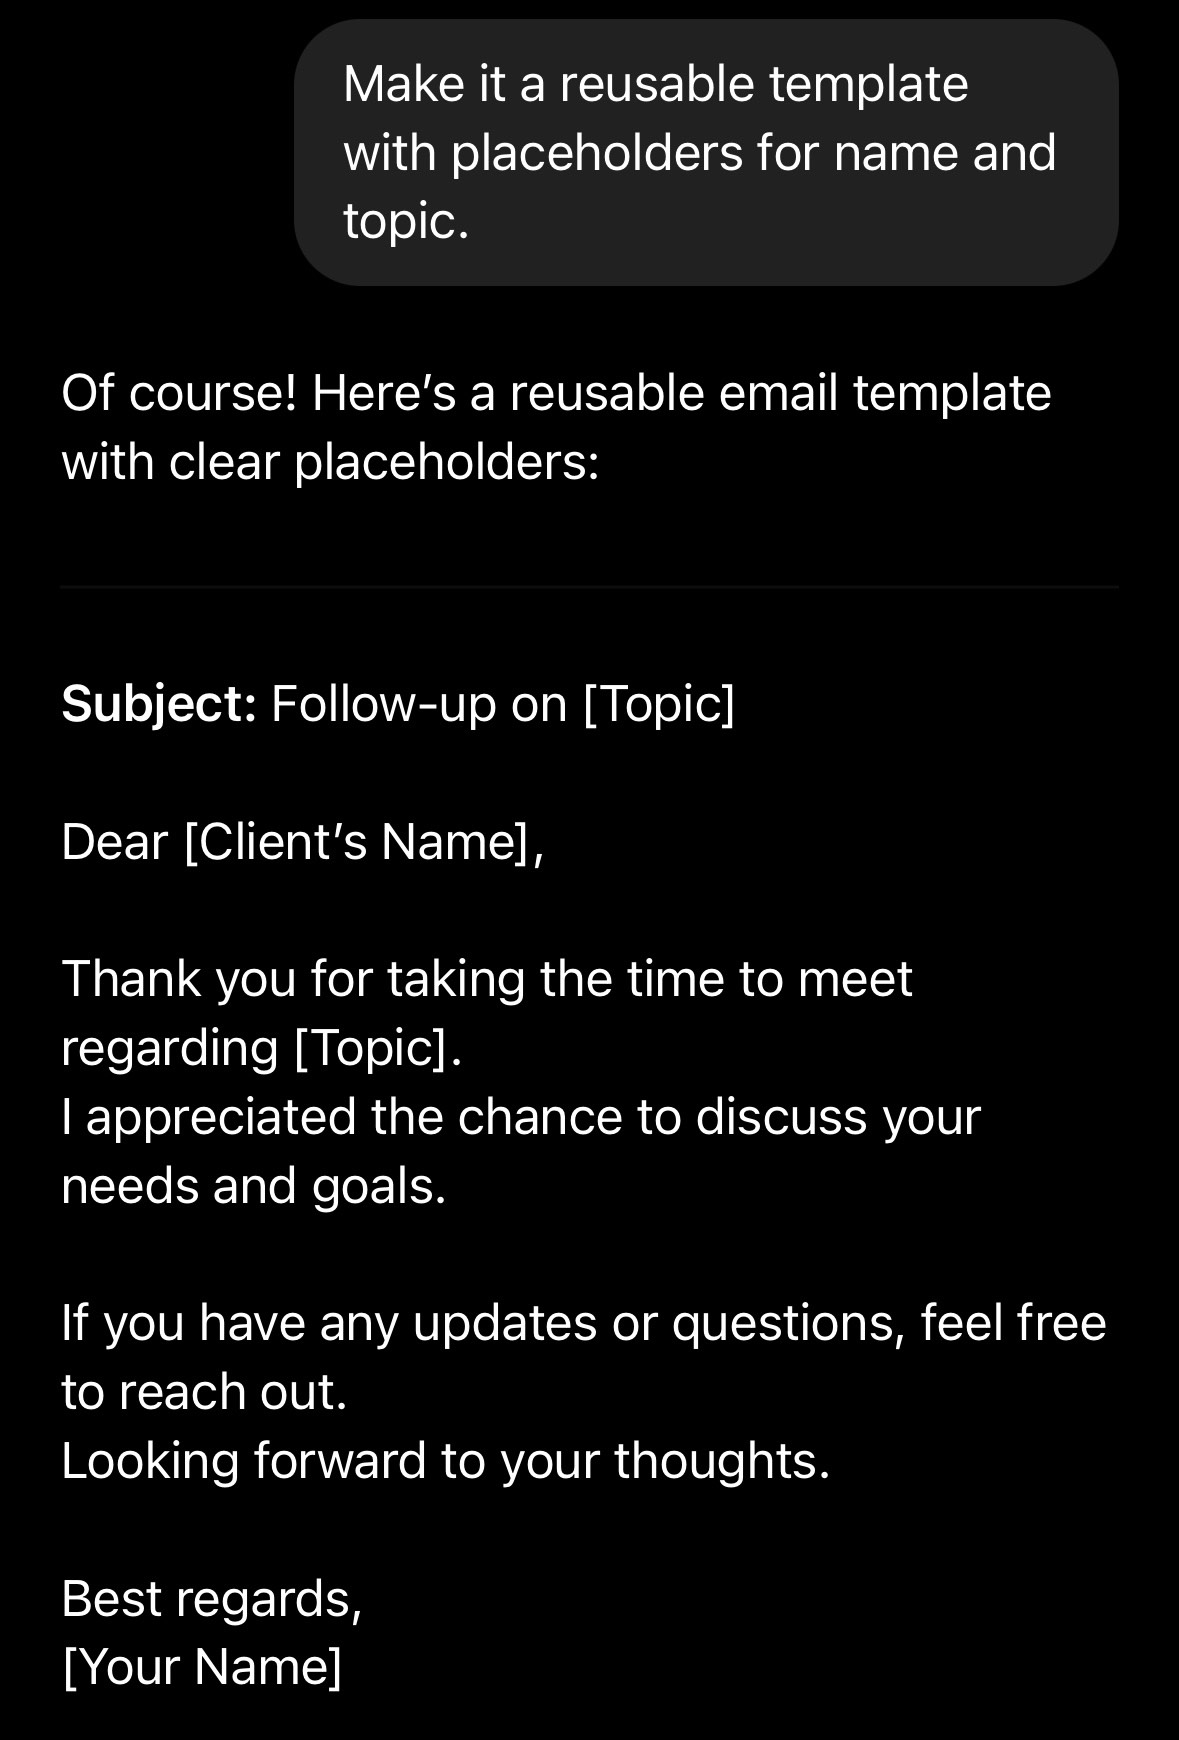 Make it a reusable template
with placeholders for name and
topic.
Of course! Here’s a reusable email template
with clear placeholders:
Subject: Follow-up on [Topic]
Dear [Client’s Name],
Thank you for taking the time to meet
regarding [Topic].
I appreciated the chance to discuss your
needs and goals.
If you have any updates or questions, feel free
to reach out.
Looking forward to your thoughts.
Best regards,
[Your Name]